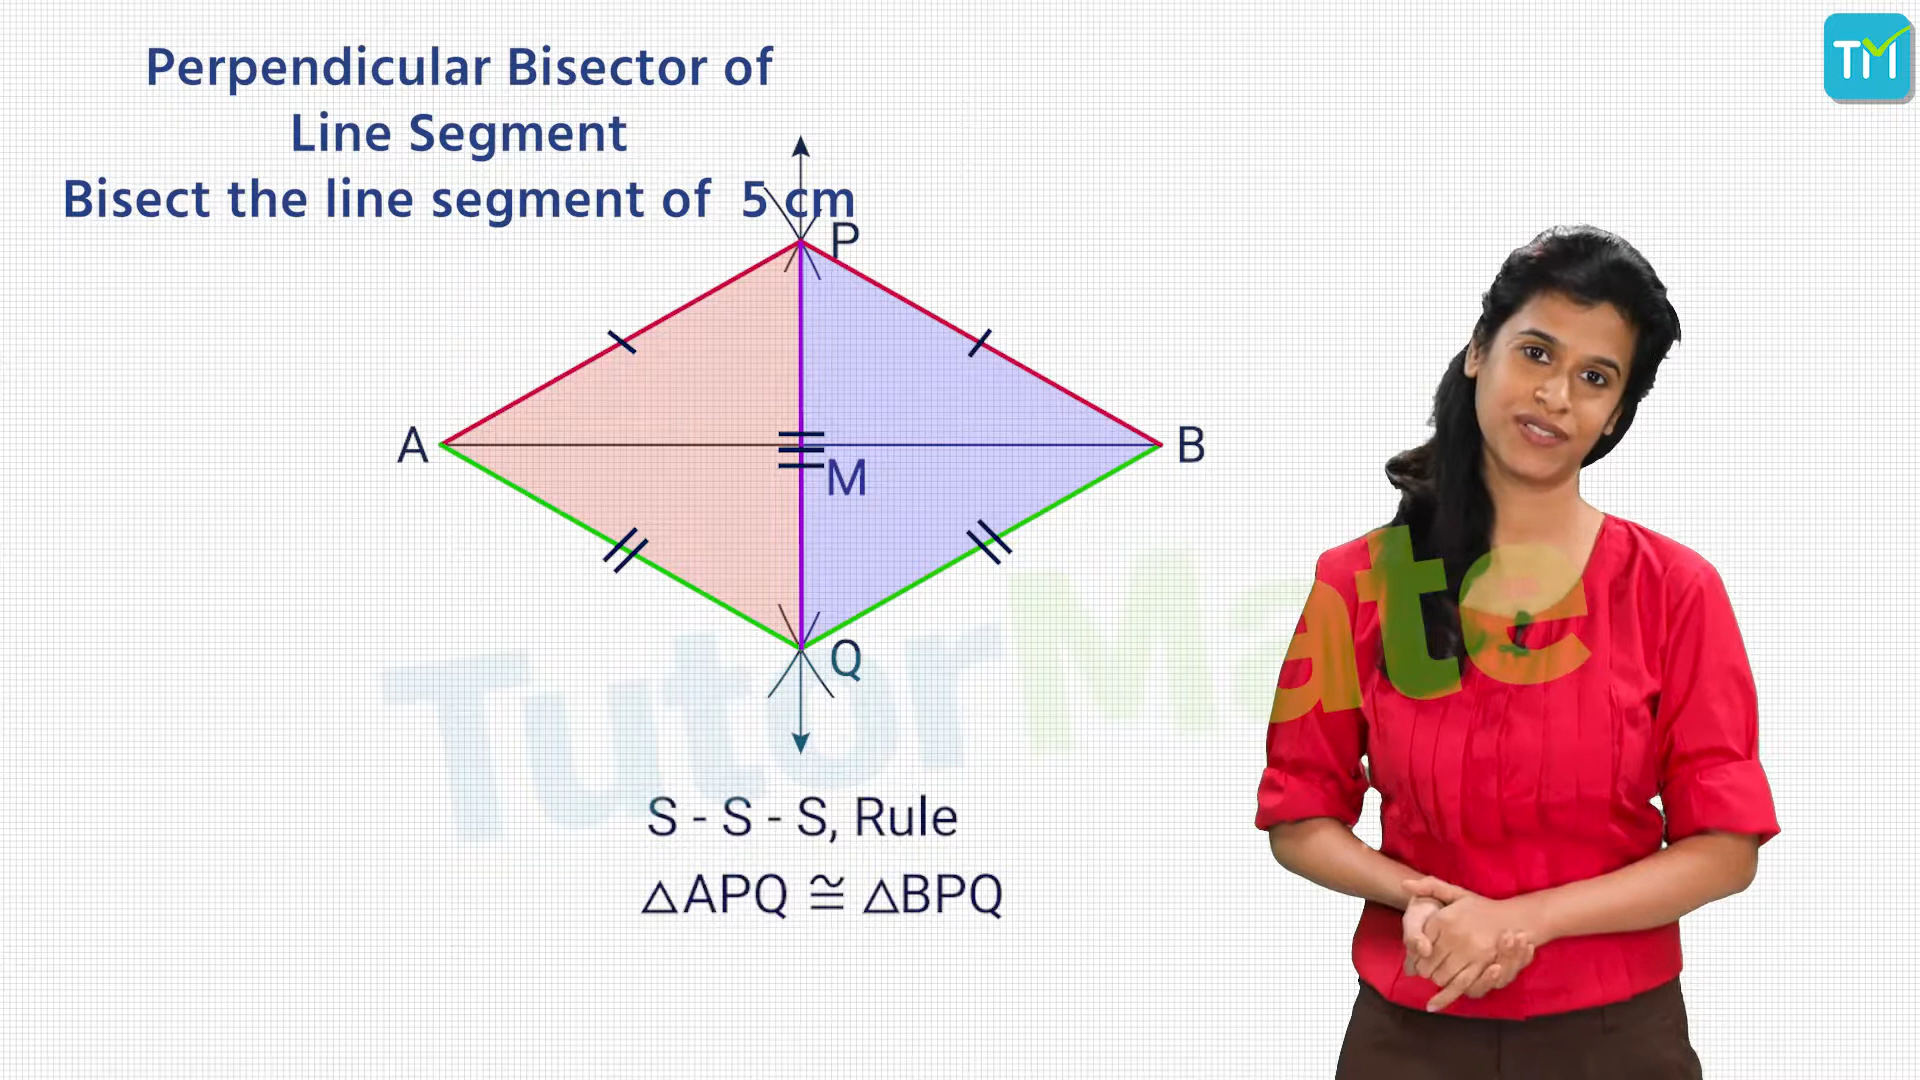 Perpendicular Bisector of
Line Segment
Bisect the line segment of 5 cm
TM
P
A
B
M
Q
TutorMate
S - S - S, Rule
△APQ ≅ △BPQ